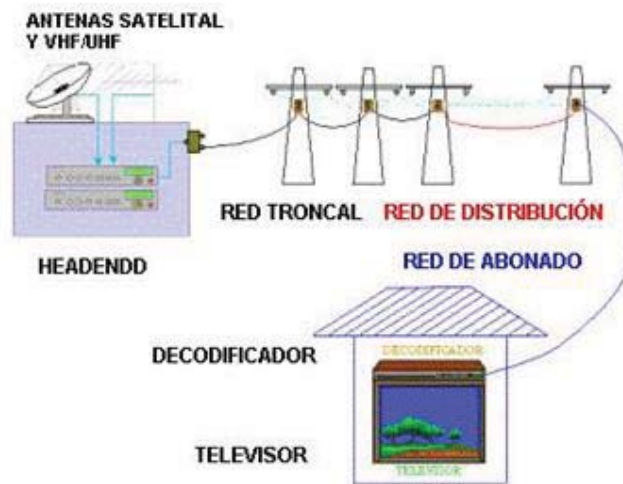 ANTENAS SATELITAL
Y VHF/UHF
RED TRONCAL
RED DE DISTRIBUCIÓN
HEADENDD
RED DE ABONADO
DECODIFICADOR
DECODIFICADOR
TELEVISOR
TELEVISOR